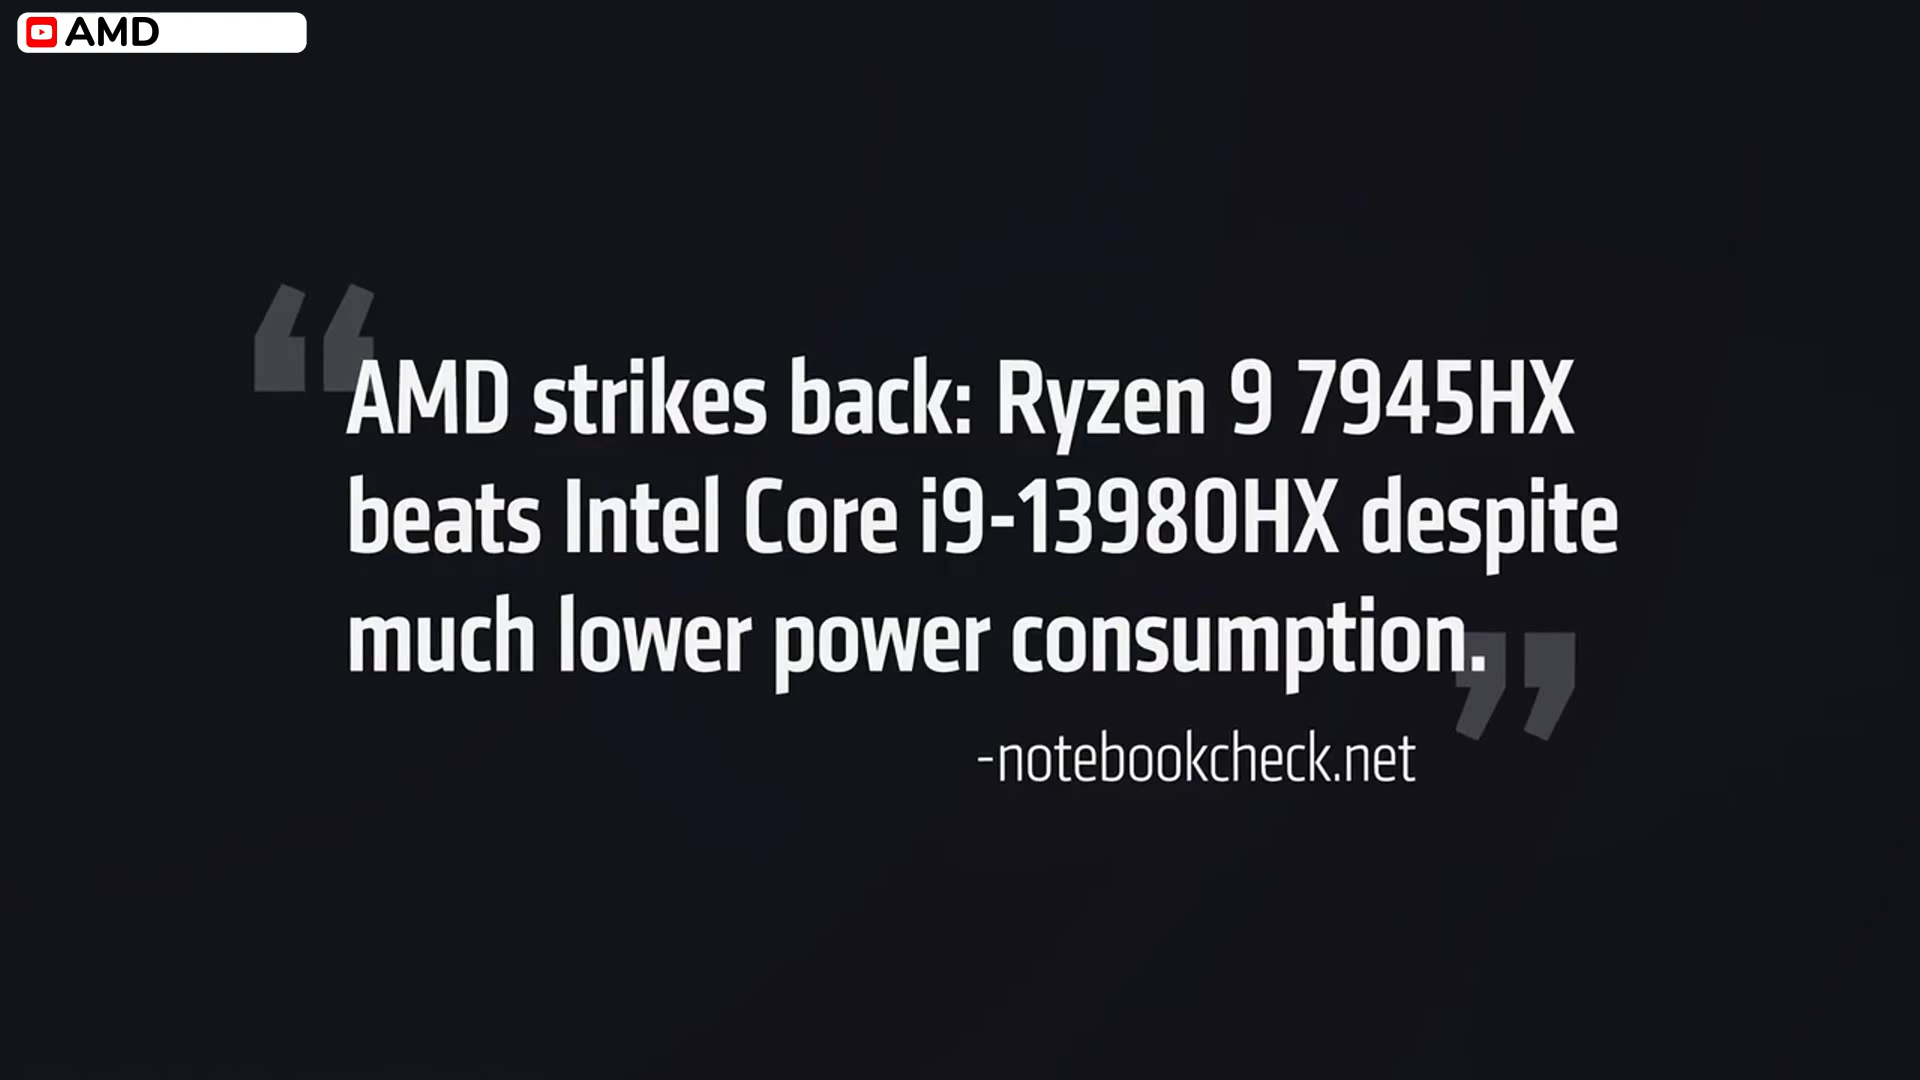 AMD
“AMD strikes back: Ryzen 9 7945HX
beats Intel Core i9-13980HX despite
much lower power consumption.”
-notebookcheck.net